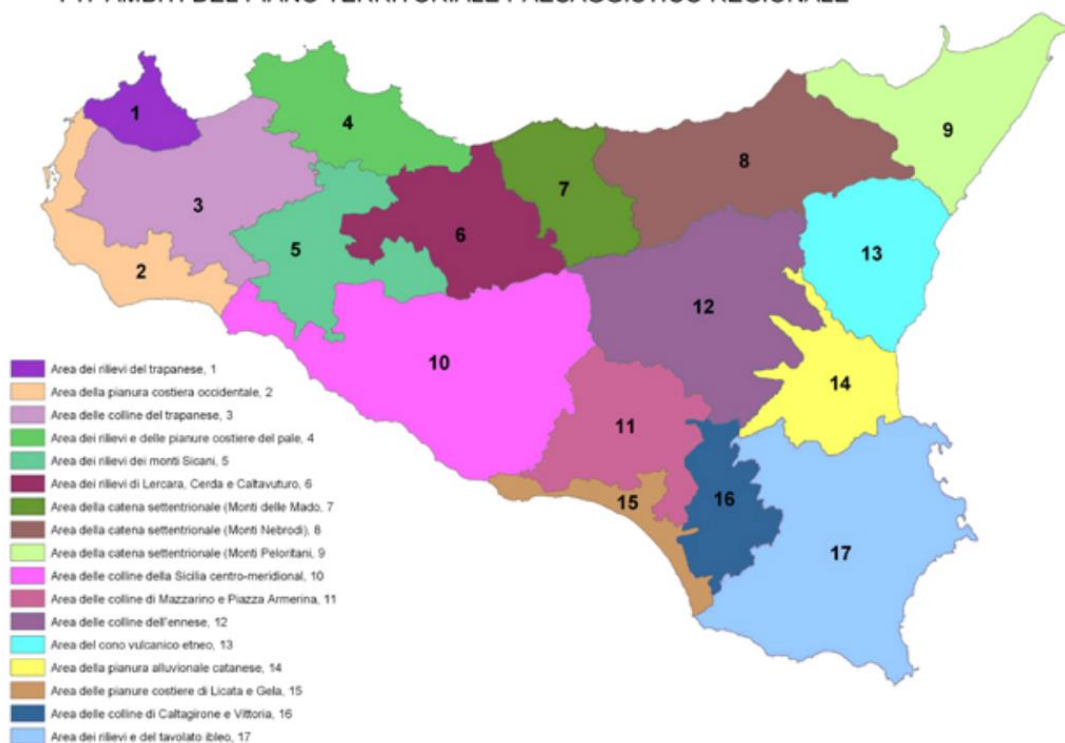 1
4
9
8
7
3
6
5
13
2
12
10
14
11
16
15
17
Area dei rilievi del trapanese, 1
Area della pianura costiera occidentale, 2
Area delle colline del trapanese, 3
Area dei rilievi e delle pianure costiere del pale, 4
Area dei rilievi dei monti Sicani, 5
Area dei rilievi di Lercara, Cerda e Caltavuturo, 6
Area della catena settentrionale (Monti delle Mado, 7
Area della catena settentrionale (Monti Nebrodi), 8
Area della catena settentrionale (Monti Peloritani, 9
Area delle colline della Sicilia centro-meridional, 10
Area delle colline di Mazzarino e Piazza Armerina, 11
Area delle colline dell'ennese, 12
Area del cono vulcanico etneo, 13
Area della pianura alluvionale catanese, 14
Area delle pianure costiere di Licata e Gela, 15
Area delle colline di Caltagirone e Vittoria, 16
Area dei rilievi e del tavolato ibleo, 17